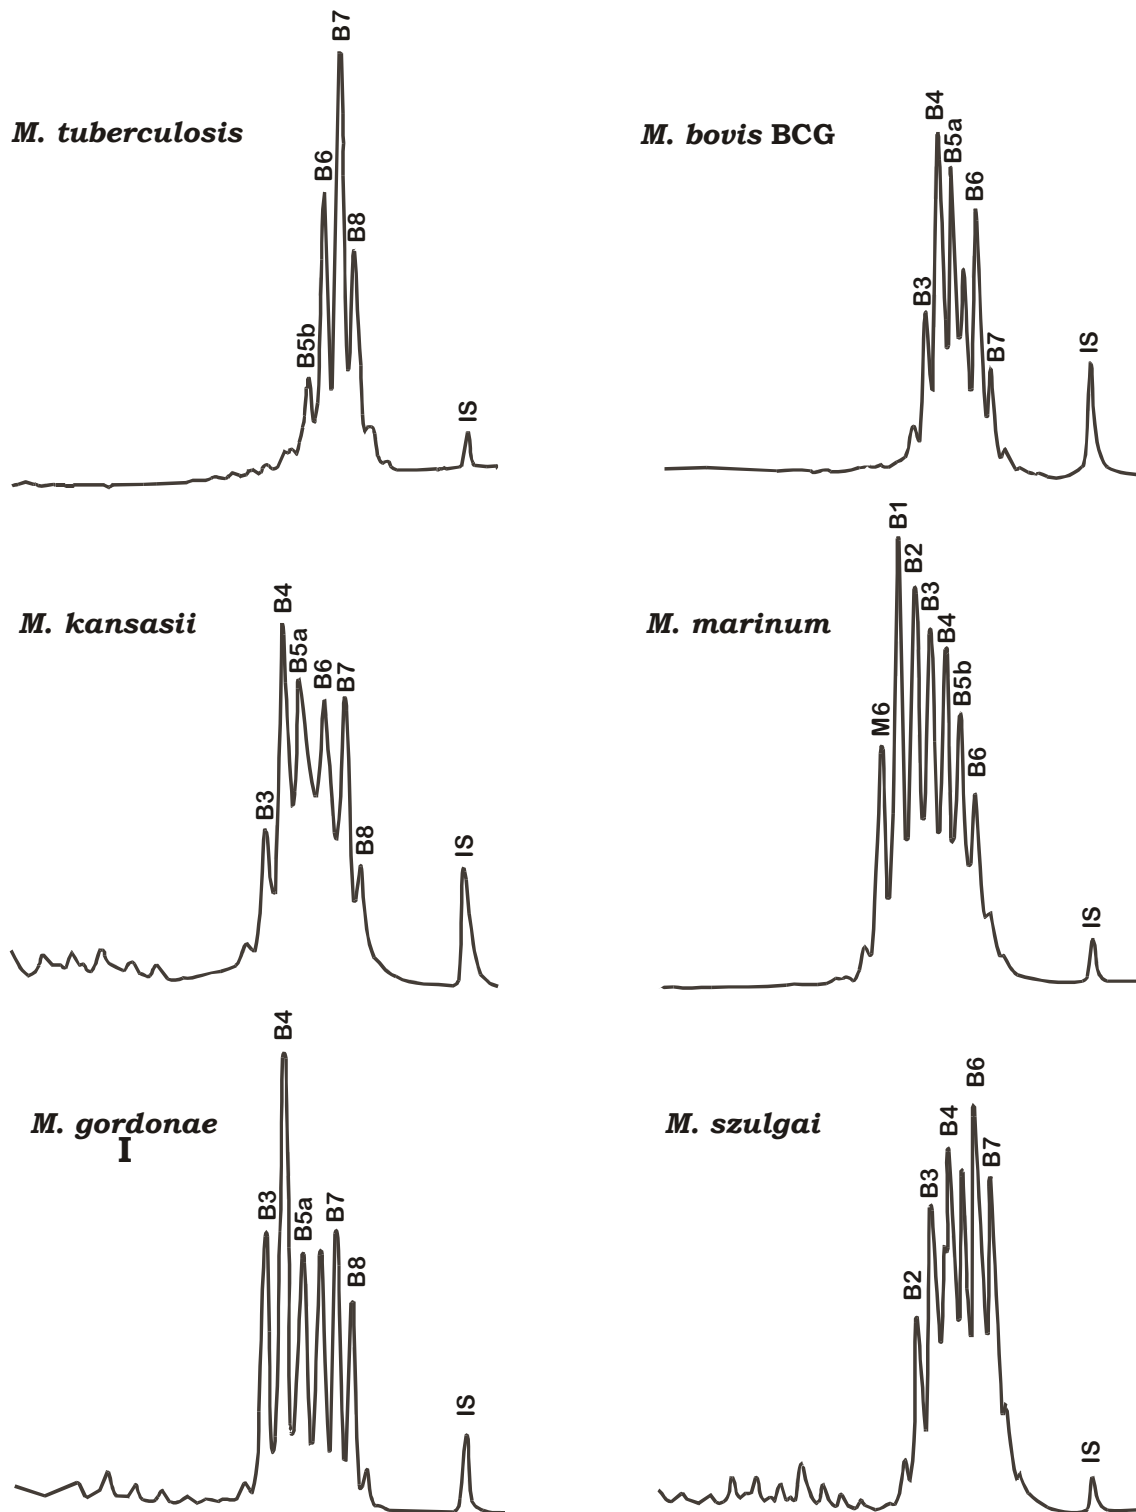 M. tuberculosis
B5b
B6
B7
B8
IS
M. bovis BCG
B3
B4
B5a
B6
B7
IS
M. kansasii
B3
B4
B5a
B6
B7
B8
IS
M. marinum
M6
B1
B2
B3
B4
B5b
B6
IS
M. gordonae
I
B3
B4
B5a
B7
B8
IS
M. szulgai
B2
B3
B4
B6
B7
IS